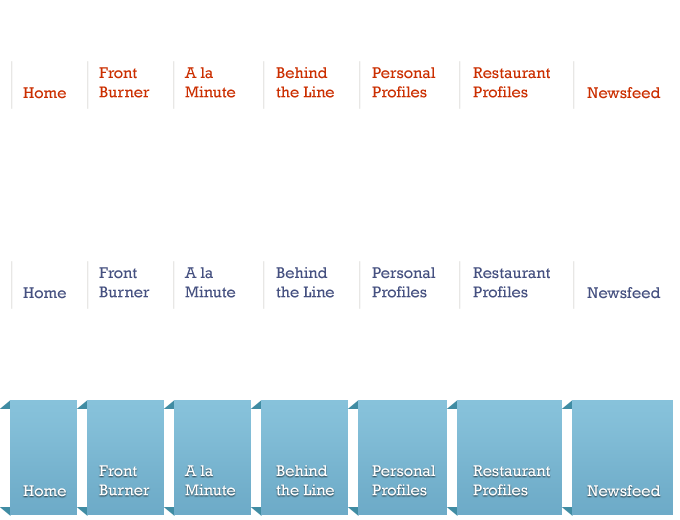 Home
Front
Burner
A la
Minute
Behind
the Line
Personal
Profiles
Restaurant
Profiles
Newsfeed
Home
Front
Burner
A la
Minute
Behind
the Line
Personal
Profiles
Restaurant
Profiles
Newsfeed
Home
Front
Burner
A la
Minute
Behind
the Line
Personal
Profiles
Restaurant
Profiles
Newsfeed